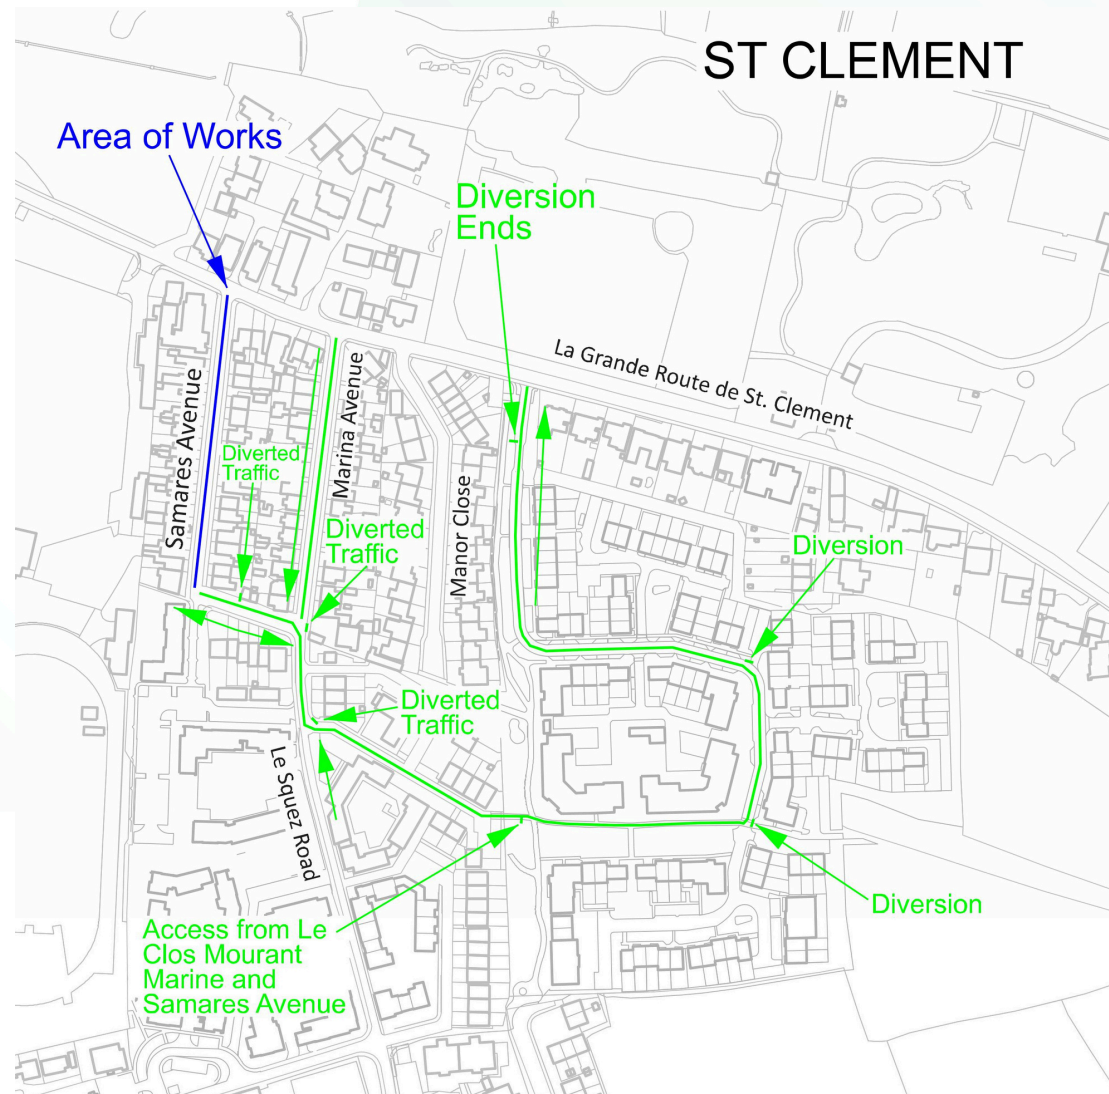 ST CLEMENT
Area of Works
Diversion
Ends
La Grande Route de St. Clement
Samares Avenue
Marina Avenue
Diverted
Traffic
Manor Close
Diverted
Traffic
Diversion
Diverted
Traffic
Le Squez Road
Diversion
Access from Le
Clos Mourant
Marine and
Samares Avenue